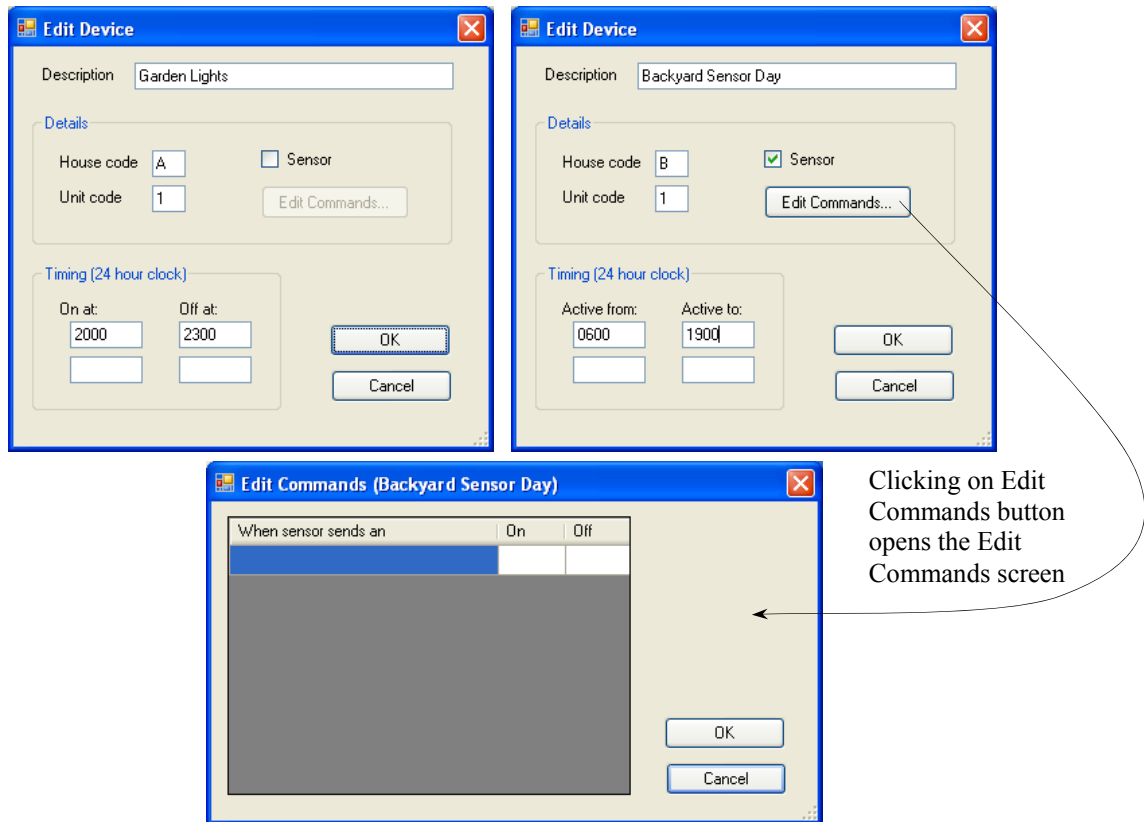 Edit Device
Description Garden Lights
Details
House code A
Sensor
Unit code 1
Edit Commands...
Timing (24 hour clock)
On at: Off at:
2000 2300
OK
Cancel
Edit Device
Description Backyard Sensor Day
Details
House code B
Sensor
Unit code 1
Edit Commands...
Timing (24 hour clock)
Active from: Active to:
0600 1900
OK
Cancel
Edit Commands (Backyard Sensor Day)
When sensor sends an On Off
OK
Cancel
Clicking on Edit
Commands button
opens the Edit
Commands screen